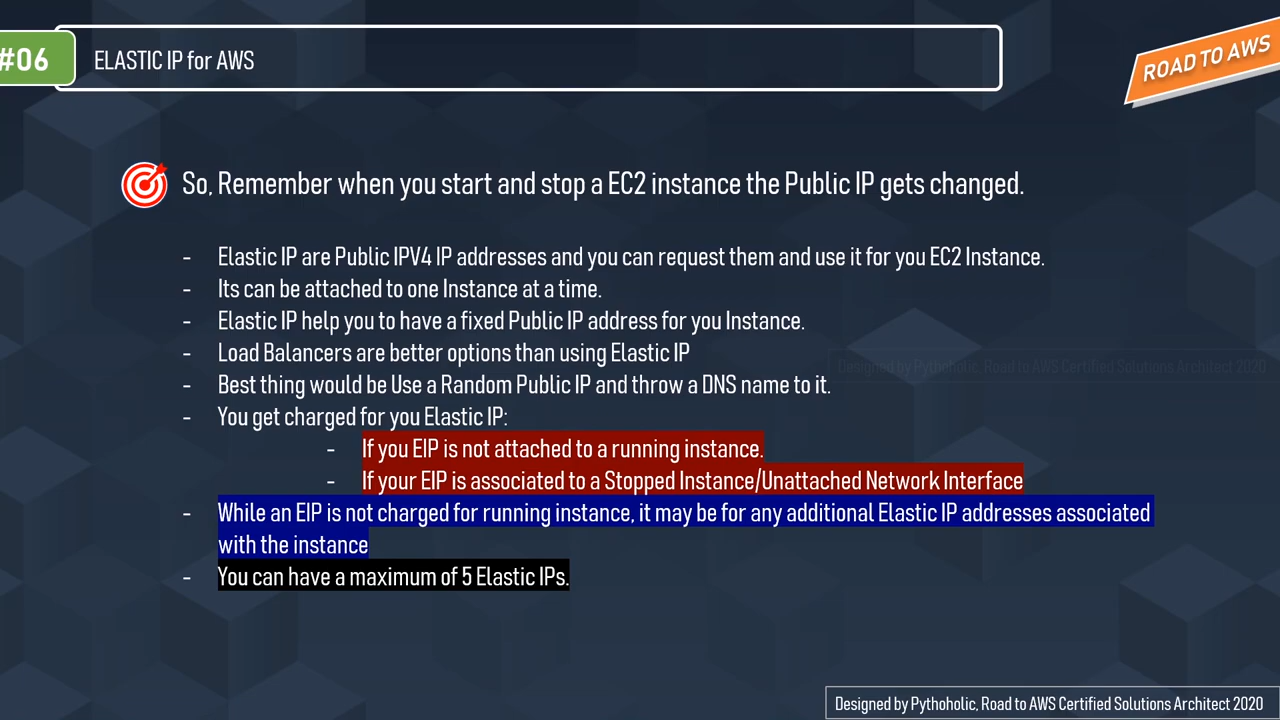 #06
ELASTIC IP for AWS
ROAD TO AWS
So, Remember when you start and stop a EC2 instance the Public IP gets changed.
- Elastic IP are Public IPV4 IP addresses and you can request them and use it for you EC2 Instance.
- Its can be attached to one Instance at a time.
- Elastic IP help you to have a fixed Public IP address for you Instance.
- Load Balancers are better options than using Elastic IP
Designed by Pythoholic, Road to AWS Certified Solutions Architect 2020
- Best thing would be Use a Random Public IP and throw a DNS name to it.
- You get charged for you Elastic IP:
- If you EIP is not attached to a running instance.
- If your EIP is associated to a Stopped Instance/Unattached Network Interface
- While an EIP is not charged for running instance, it may be for any additional Elastic IP addresses associated
with the instance
- You can have a maximum of 5 Elastic IPs.
Designed by Pythoholic, Road to AWS Certified Solutions Architect 2020